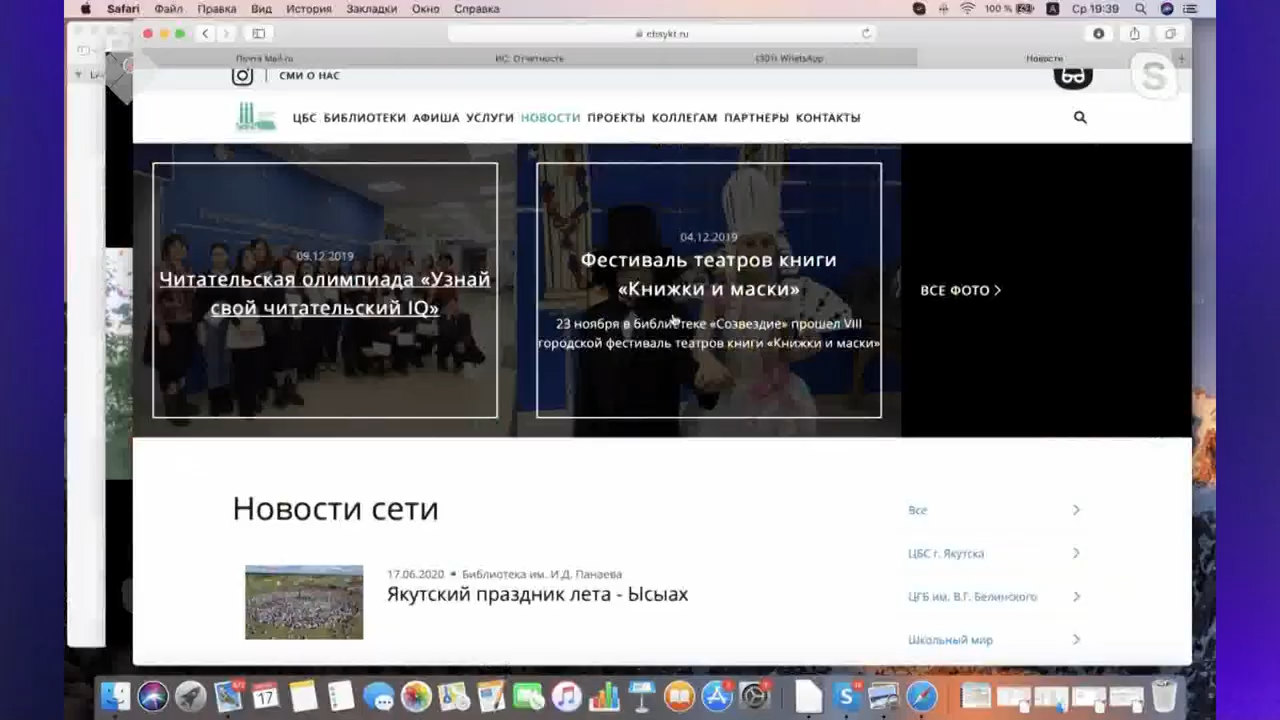 Safari Файл Правка Вид История Закладки Окно Справка
100 % Ср 19:39
cbsykt.ru
Почта Mail.ru ИС: Отчетность (301) WhatsApp Новости
СМИ О НАС
ЦБС БИБЛИОТЕКИ АФИША УСЛУГИ НОВОСТИ ПРОЕКТЫ КОЛЛЕГАМ ПАРТНЕРЫ КОНТАКТЫ
09.12.2019
Читательская олимпиада «Узнай
свой читательский IQ»
04.12.2019
Фестиваль театров книги
«Книжки и маски»
23 ноября в библиотеке «Созвездие» прошел VIII
городской фестиваль театров книги «Книжки и маски»
ВСЕ ФОТО
Новости сети
17.06.2020 • Библиотека им. И.Д. Панаева
Якутский праздник лета - Ысыах
Все
ЦБС г. Якутска
ЦГБ им. В.Г. Белинского
Школьный мир
17